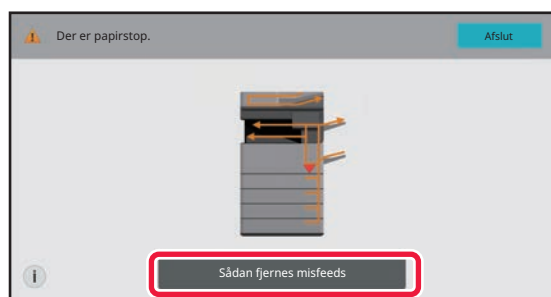 Der er papirstop.
Afslut
Sådan fjernes misfeeds
i